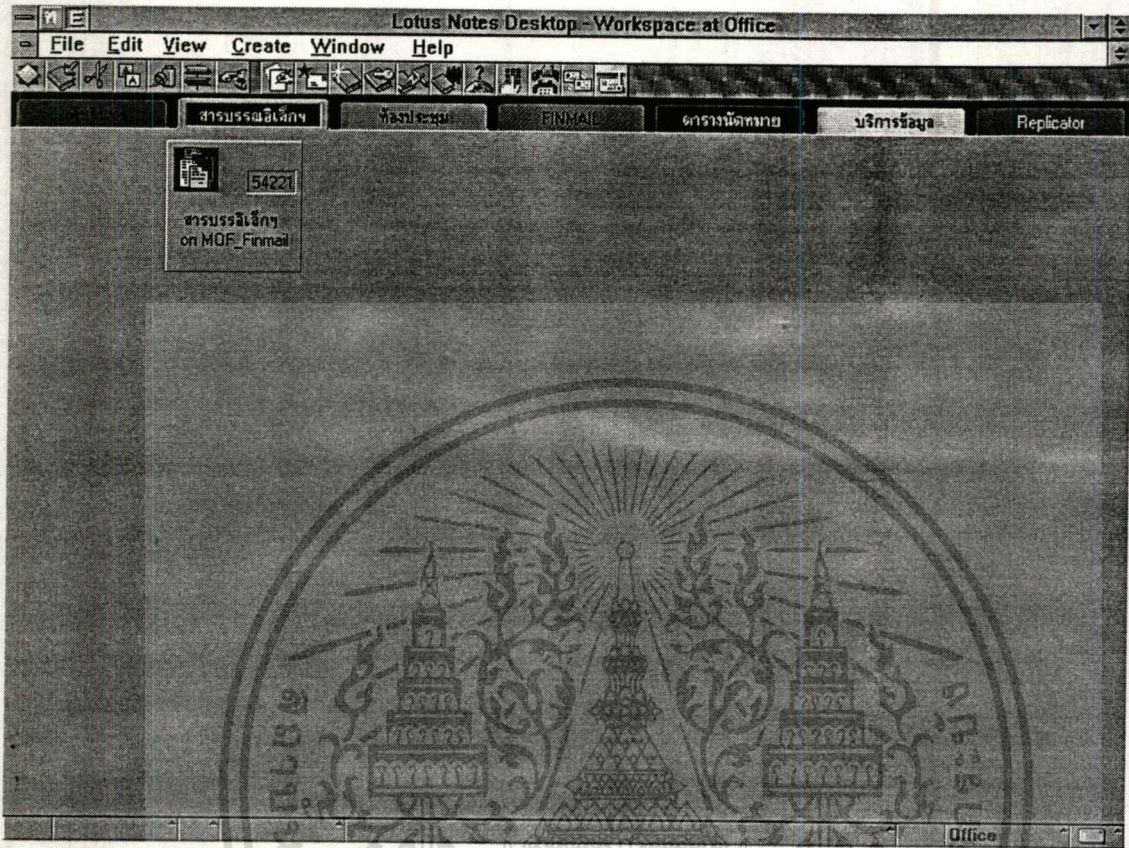 ท E Lotus Notes Desktop - Workspace at Office
File Edit View Create Window Help
สารบรรณอิเล็กฯ ห้องประชุม FINMAIL ตารางนัดหมาย บริการข้อมูล Replicator
54221
สารบรรอิเล็กฯ
on MOF_Finmail
Office